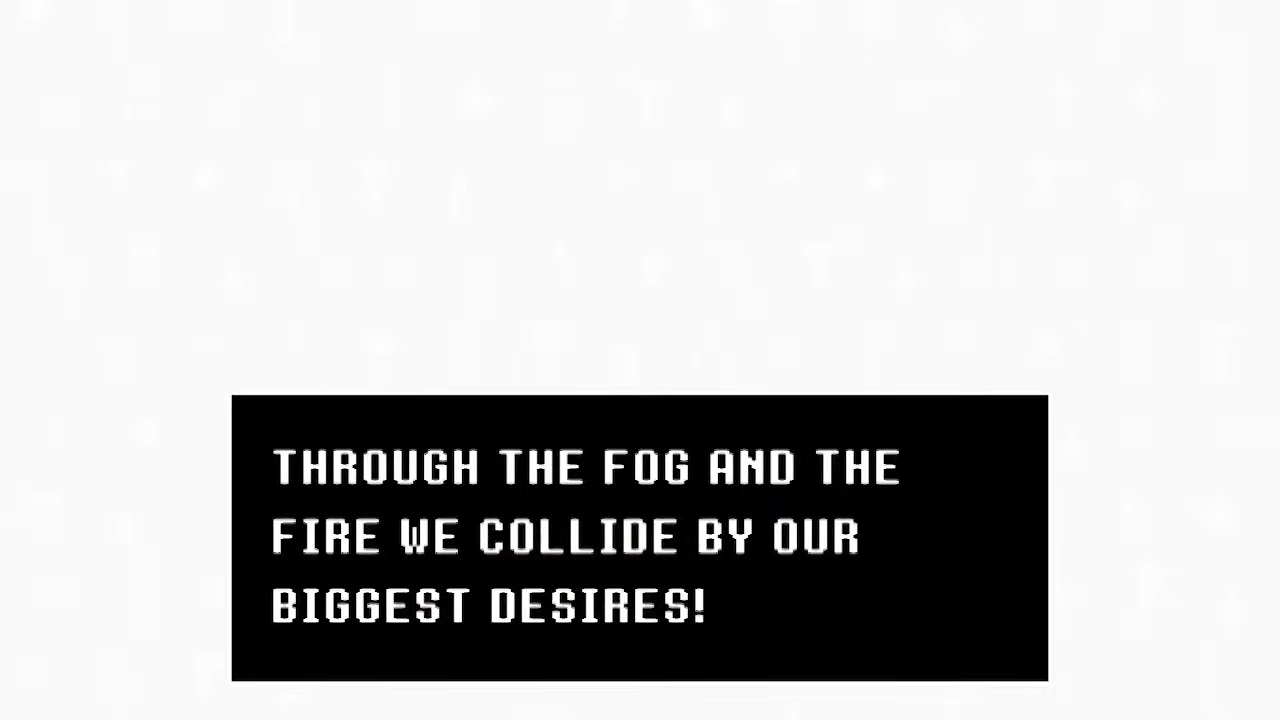 THROUGH THE FOG AND THE
FIRE WE COLLIDE BY OUR
BIGGEST DESIRES!